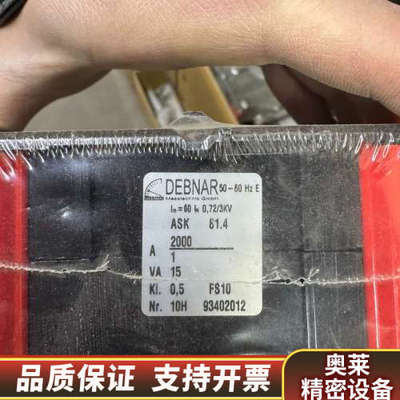 DEBNAR 50-60 Hz E
Messtechnik GmbH
Iₜₕ=60 Iₙ 0,72/3KV
ASK 81.4
A 2000
1
VA 15
Kl. 0,5 FS10
Nr. 10H 93402012
品质保证 支持开票
奥莱
精密设备